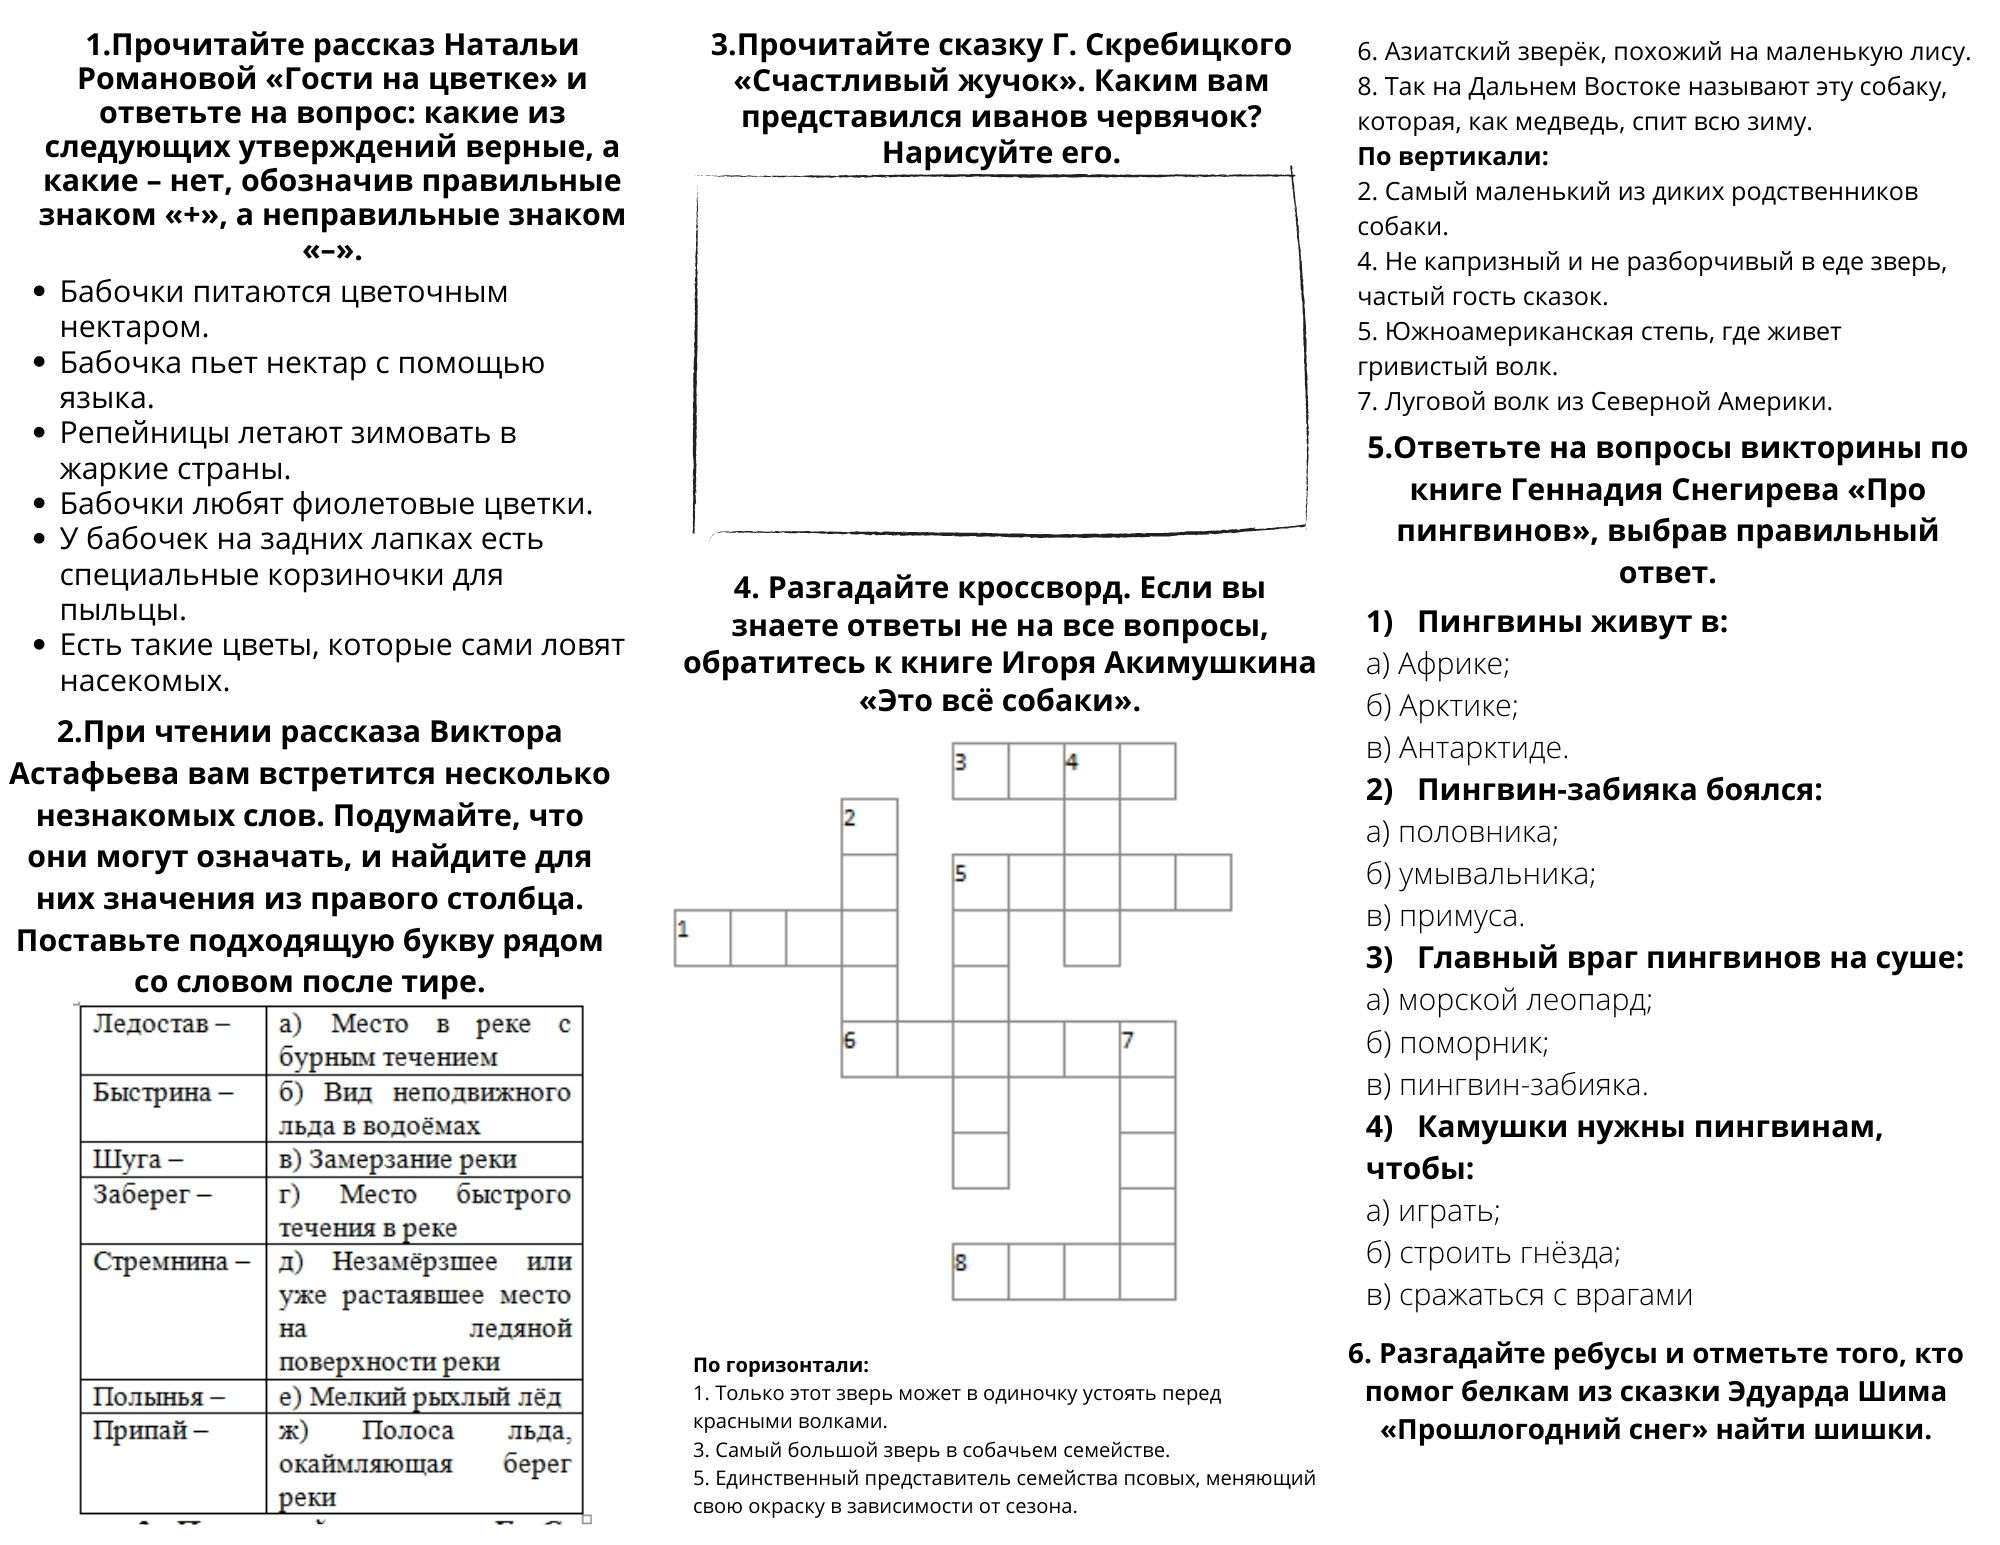 1.Прочитайте рассказ Натальи
Романовой «Гости на цветке» и
ответьте на вопрос: какие из
следующих утверждений верные, а
какие – нет, обозначив правильные
знаком «+», а неправильные знаком
«–».
• Бабочки питаются цветочным
нектаром.
• Бабочка пьет нектар с помощью
языка.
• Репейницы летают зимовать в
жаркие страны.
• Бабочки любят фиолетовые цветки.
• У бабочек на задних лапках есть
специальные корзиночки для
пыльцы.
• Есть такие цветы, которые сами ловят
насекомых.
2.При чтении рассказа Виктора
Астафьева вам встретится несколько
незнакомых слов. Подумайте, что
они могут означать, и найдите для
них значения из правого столбца.
Поставьте подходящую букву рядом
со словом после тире.
Ледостав –
а) Место в реке с
бурным течением
Быстрина –
б) Вид неподвижного
льда в водоёмах
Шуга –
в) Замерзание реки
Заберег –
г) Место быстрого
течения в реке
Стремнина –
д) Незамёрзшее или
уже растаявшее место
на ледяной
поверхности реки
Полынья –
е) Мелкий рыхлый лёд
Припай –
ж) Полоса льда,
окаймляющая берег
реки
3.Прочитайте сказку Г. Скребицкого
«Счастливый жучок». Каким вам
представился иванов червячок?
Нарисуйте его.
4. Разгадайте кроссворд. Если вы
знаете ответы не на все вопросы,
обратитесь к книге Игоря Акимушкина
«Это всё собаки».
3 4
2
5
1
6 7
8
По горизонтали:
1. Только этот зверь может в одиночку устоять перед
красными волками.
3. Самый большой зверь в собачьем семействе.
5. Единственный представитель семейства псовых, меняющий
свою окраску в зависимости от сезона.
6. Азиатский зверёк, похожий на маленькую лису.
8. Так на Дальнем Востоке называют эту собаку,
которая, как медведь, спит всю зиму.
По вертикали:
2. Самый маленький из диких родственников
собаки.
4. Не капризный и не разборчивый в еде зверь,
частый гость сказок.
5. Южноамериканская степь, где живет
гривистый волк.
7. Луговой волк из Северной Америки.
5.Ответьте на вопросы викторины по
книге Геннадия Снегирева «Про
пингвинов», выбрав правильный
ответ.
1) Пингвины живут в:
а) Африке;
б) Арктике;
в) Антарктиде.
2) Пингвин-забияка боялся:
а) половника;
б) умывальника;
в) примуса.
3) Главный враг пингвинов на суше:
а) морской леопард;
б) поморник;
в) пингвин-забияка.
4) Камушки нужны пингвинам,
чтобы:
а) играть;
б) строить гнёзда;
в) сражаться с врагами
6. Разгадайте ребусы и отметьте того, кто
помог белкам из сказки Эдуарда Шима
«Прошлогодний снег» найти шишки.